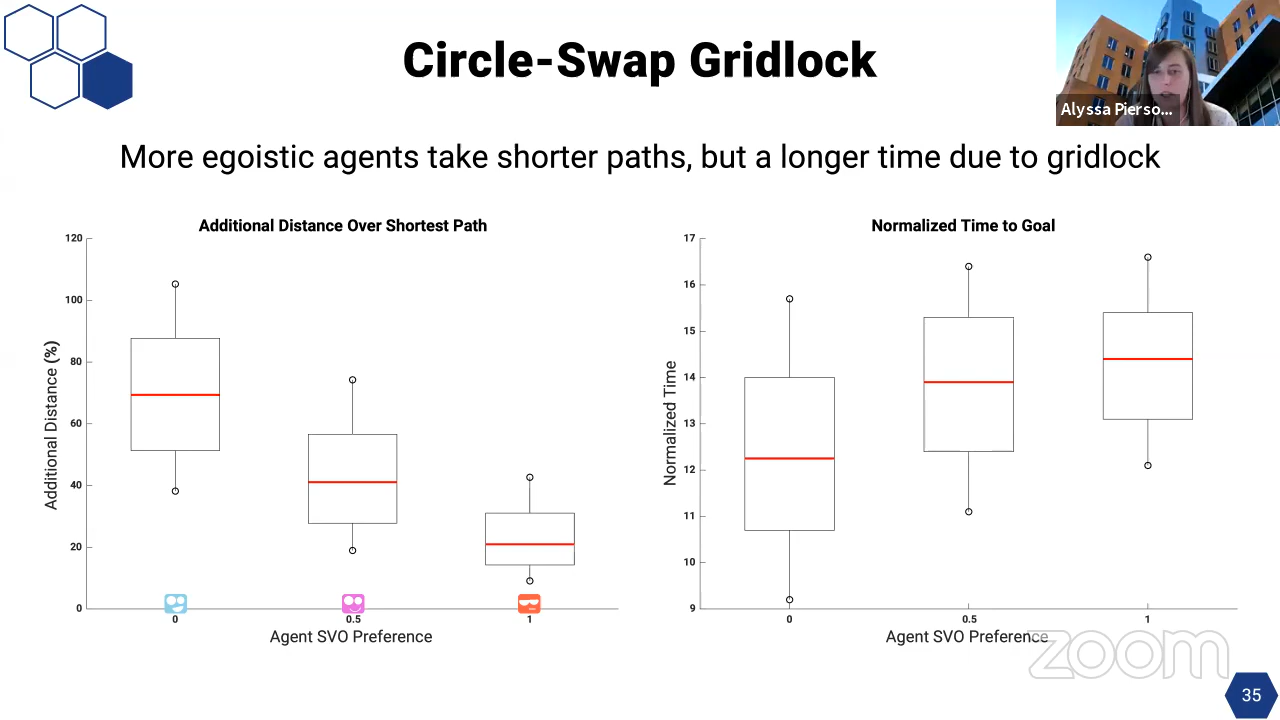 Circle-Swap Gridlock
Alyssa Pierso...
More egoistic agents take shorter paths, but a longer time due to gridlock
Additional Distance Over Shortest Path
120
100
80
60
40
20
0
Additional Distance (%)
0
0.5
1
Agent SVO Preference
Normalized Time to Goal
17
16
15
14
13
12
11
10
9
Normalized Time
0
0.5
1
Agent SVO Preference
zoom
35